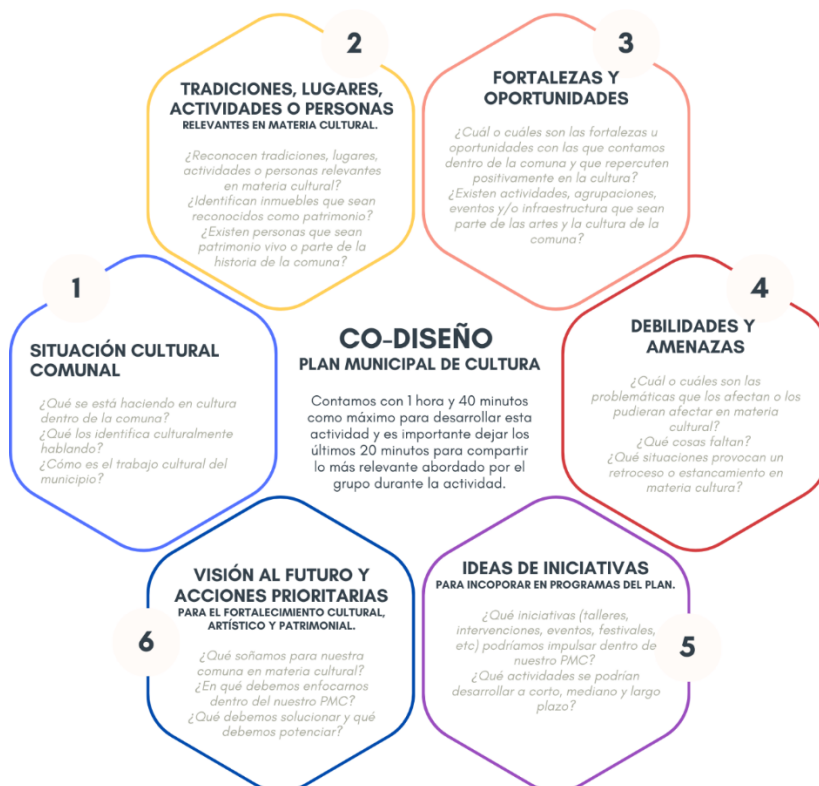 CO-DISEÑO
PLAN MUNICIPAL DE CULTURA
Contamos con 1 hora y 40 minutos
como máximo para desarrollar esta
actividad y es importante dejar los
últimos 20 minutos para compartir
lo más relevante abordado por el
grupo durante la actividad.
1
SITUACIÓN CULTURAL
COMUNAL
¿Qué se está haciendo en cultura
dentro de la comuna?
¿Qué los identifica culturalmente
hablando?
¿Cómo es el trabajo cultural del
municipio?
2
TRADICIONES, LUGARES,
ACTIVIDADES O PERSONAS
RELEVANTES EN MATERIA CULTURAL.
¿Reconocen tradiciones, lugares,
actividades o personas relevantes
en materia cultural?
¿Identifican inmuebles que sean
reconocidos como patrimonio?
¿Existen personas que sean
patrimonio vivo o parte de la
historia de la comuna?
3
FORTALEZAS Y
OPORTUNIDADES
¿Cuál o cuáles son las fortalezas u
oportunidades con las que contamos
dentro de la comuna y que repercuten
positivamente en la cultura?
¿Existen actividades, agrupaciones,
eventos y/o infraestructura que sean
parte de las artes y la cultura de la
comuna?
4
DEBILIDADES Y
AMENAZAS
¿Cuál o cuáles son las
problemáticas que los afectan o los
pudieran afectar en materia
cultural?
¿Qué cosas faltan?
¿Qué situaciones provocan un
retroceso o estancamiento en
materia cultura?
5
IDEAS DE INICIATIVAS
PARA INCOPORAR EN PROGRAMAS DEL PLAN.
¿Qué iniciativas (talleres,
intervenciones, eventos, festivales,
etc) podríamos impulsar dentro de
nuestro PMC?
¿Qué actividades se podrían
desarrollar a corto, mediano y largo
plazo?
6
VISIÓN AL FUTURO Y
ACCIONES PRIORITARIAS
PARA EL FORTALECIMIENTO CULTURAL,
ARTÍSTICO Y PATRIMONIAL.
¿Qué soñamos para nuestra
comuna en materia cultural?
¿En qué debemos enfocarnos
dentro del nuestro PMC?
¿Qué debemos solucionar y qué
debemos potenciar?